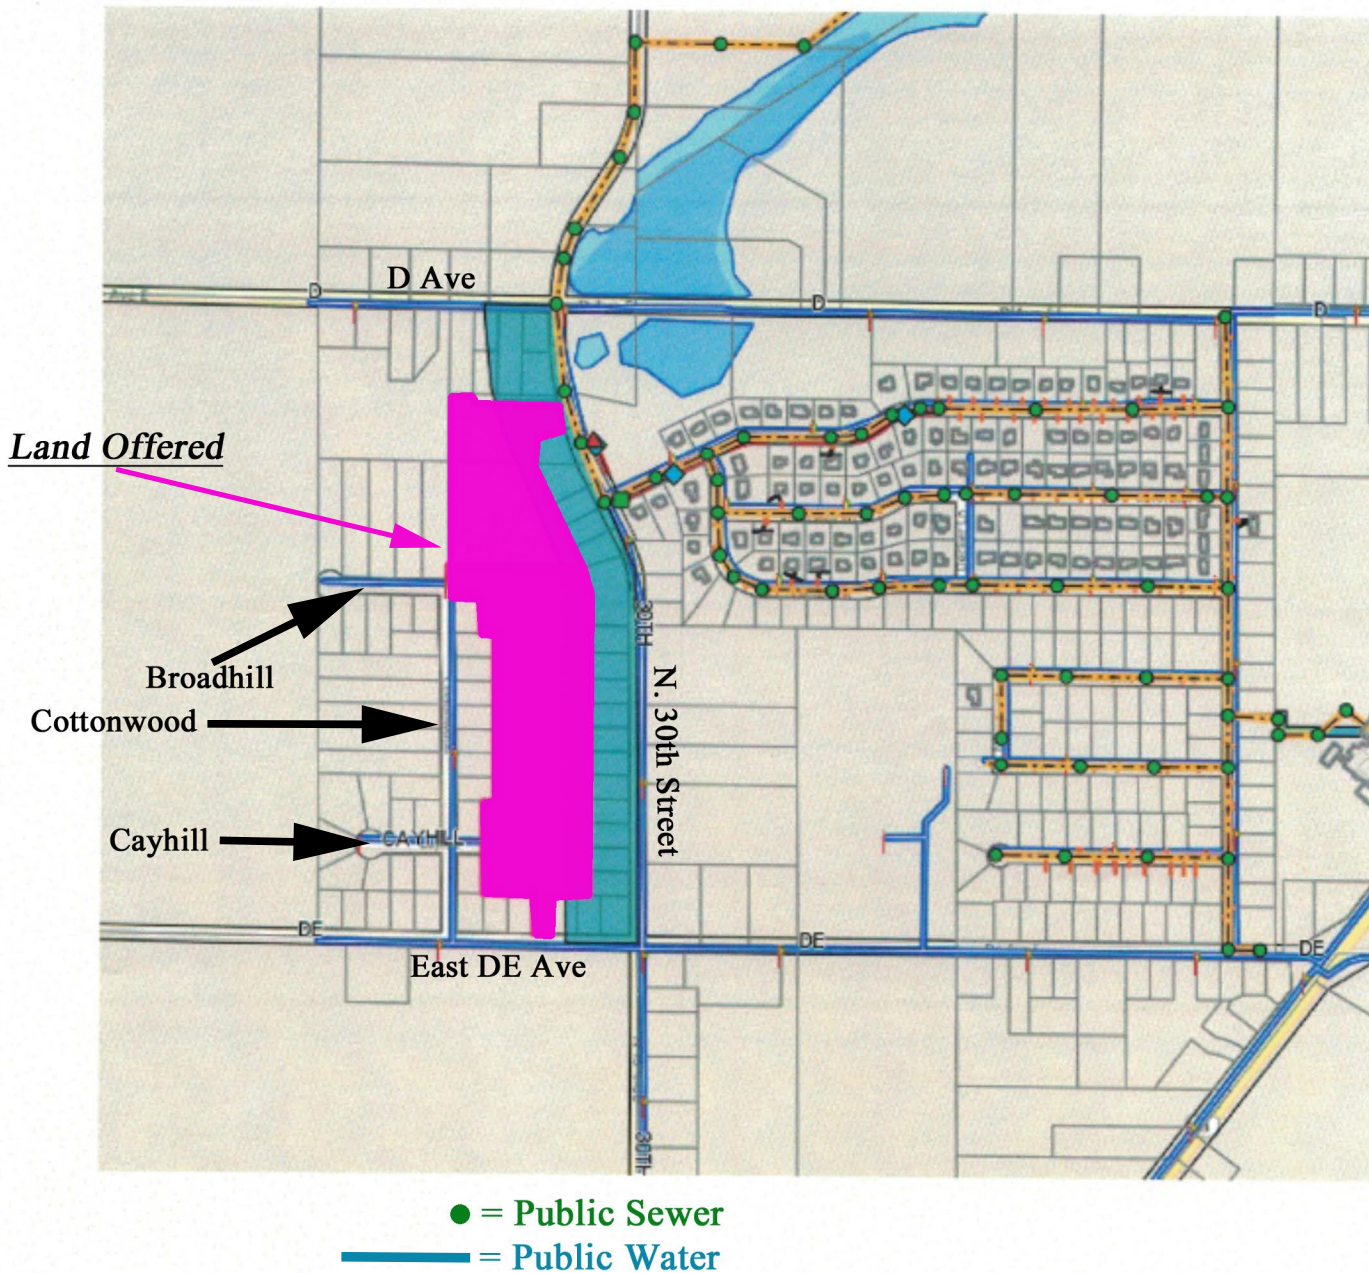 D Ave
D
Ave E
D
D
Land Offered
30TH
Broadhill
N. 30th Street
Cottonwood
Cayhill
CAYHILL
DE
DE
DE
East DE Ave
30TH
= Public Sewer
= Public Water